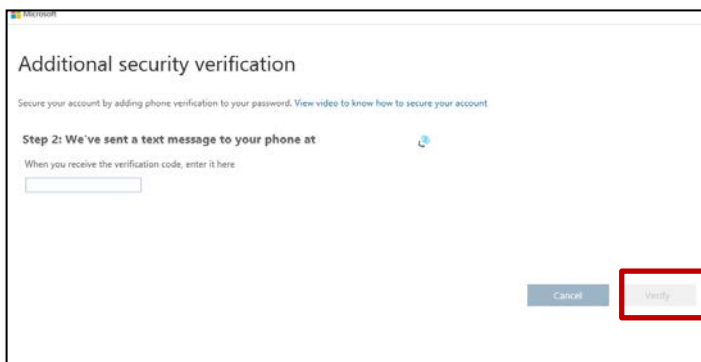 Microsoft
Additional security verification
Secure your account by adding phone verification to your password. View video to know how to secure your account
Step 2: We've sent a text message to your phone at
When you receive the verification code, enter it here
Cancel
Verify